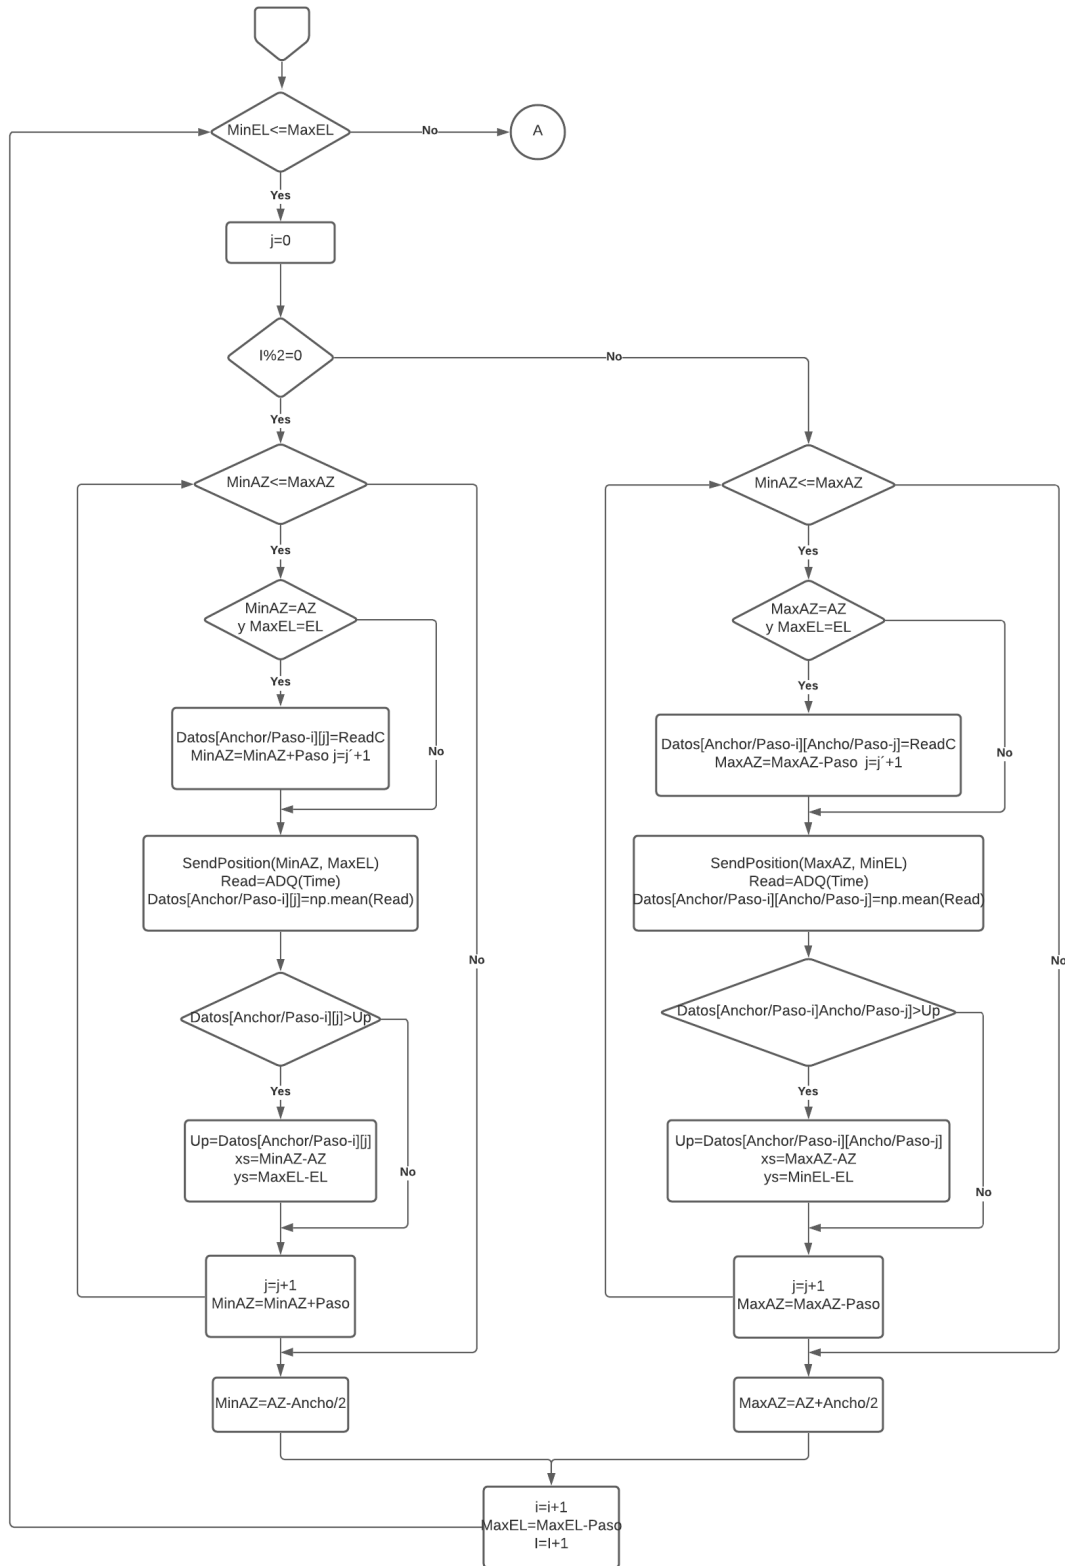 MinEL<=MaxEL
No
A
Yes
j=0
I%2=0
No
Yes
MinAZ<=MaxAZ
Yes
MinAZ=AZ
y MaxEL=EL
Yes
Datos[Anchor/Paso-i][j]=ReadC
MinAZ=MinAZ+Paso j=j´+1
No
SendPosition(MinAZ, MaxEL)
Read=ADQ(Time)
Datos[Anchor/Paso-i][j]=np.mean(Read)
No
Datos[Anchor/Paso-i][j]>Up
Yes
Up=Datos[Anchor/Paso-i][j]
xs=MinAZ-AZ
ys=MaxEL-EL
No
j=j+1
MinAZ=MinAZ+Paso
MinAZ=AZ-Ancho/2
MinAZ<=MaxAZ
Yes
MaxAZ=AZ
y MaxEL=EL
Yes
Datos[Anchor/Paso-i][Ancho/Paso-j]=ReadC
MaxAZ=MaxAZ-Paso j=j´+1
No
SendPosition(MaxAZ, MinEL)
Read=ADQ(Time)
Datos[Anchor/Paso-i][Ancho/Paso-j]=np.mean(Read)
No
Datos[Anchor/Paso-i]Ancho/Paso-j]>Up
Yes
Up=Datos[Anchor/Paso-i][Ancho/Paso-j]
xs=MaxAZ-AZ
ys=MinEL-EL
No
j=j+1
MaxAZ=MaxAZ-Paso
MaxAZ=AZ+Ancho/2
i=i+1
MaxEL=MaxEL-Paso
I=I+1